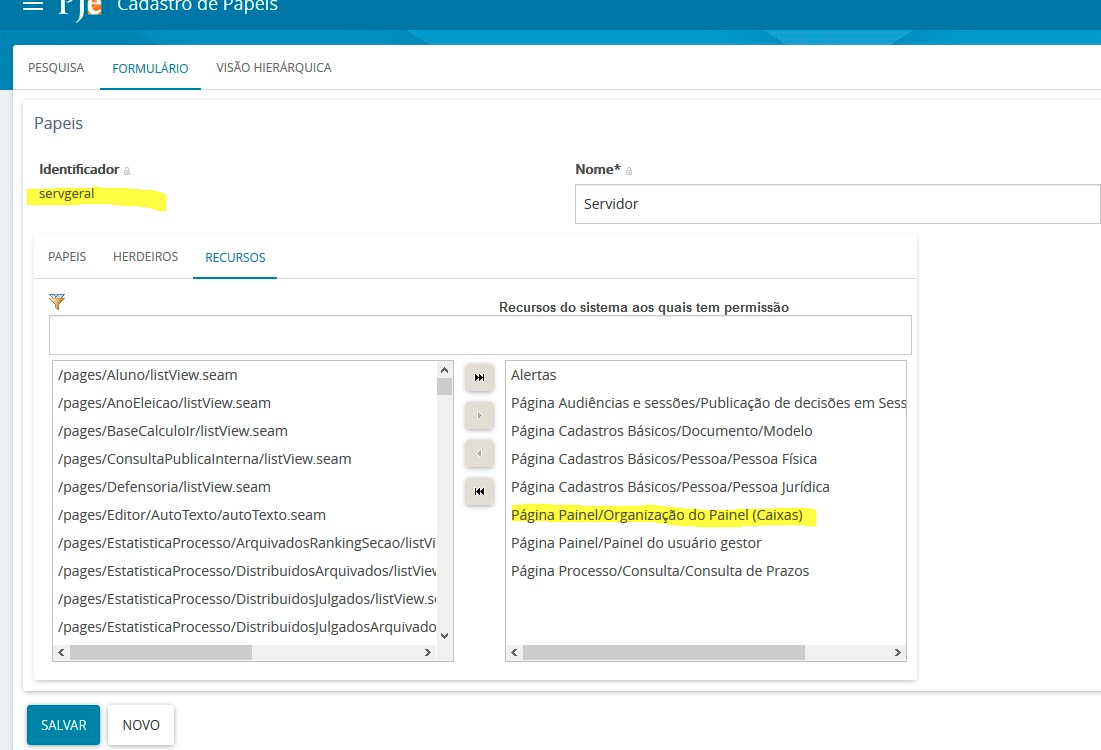 PJe Cadastro de Papeis
PESQUISA FORMULÁRIO VISÃO HIERÁRQUICA
Papeis
Identificador Nome*
servgeral
Servidor
PAPEIS HERDEIROS RECURSOS
Recursos do sistema aos quais tem permissão
/pages/Aluno/listView.seam
/pages/AnoEleicao/listView.seam
/pages/BaseCalculoIr/listView.seam
/pages/ConsultaPublicaInterna/listView.seam
/pages/Defensoria/listView.seam
/pages/Editor/AutoTexto/autoTexto.seam
/pages/EstatisticaProcesso/ArquivadosRankingSecao/listVi
/pages/EstatisticaProcesso/DistribuidosArquivados/listView
/pages/EstatisticaProcesso/DistribuidosJulgados/listView.s
/pages/EstatisticaProcesso/DistribuidosJulgadosArquivado
Alertas
Página Audiências e sessões/Publicação de decisões em Sess
Página Cadastros Básicos/Documento/Modelo
Página Cadastros Básicos/Pessoa/Pessoa Física
Página Cadastros Básicos/Pessoa/Pessoa Jurídica
Página Painel/Organização do Painel (Caixas)
Página Painel/Painel do usuário gestor
Página Processo/Consulta/Consulta de Prazos
SALVAR NOVO